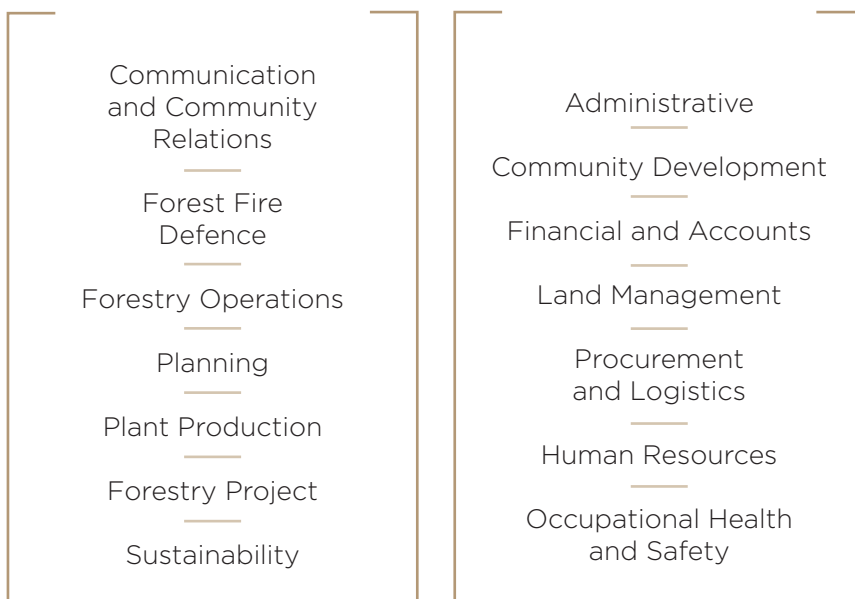 Communication
and Community
Relations
Forest Fire
Defence
Forestry Operations
Planning
Plant Production
Forestry Project
Sustainability
Administrative
Community Development
Financial and Accounts
Land Management
Procurement
and Logistics
Human Resources
Occupational Health
and Safety